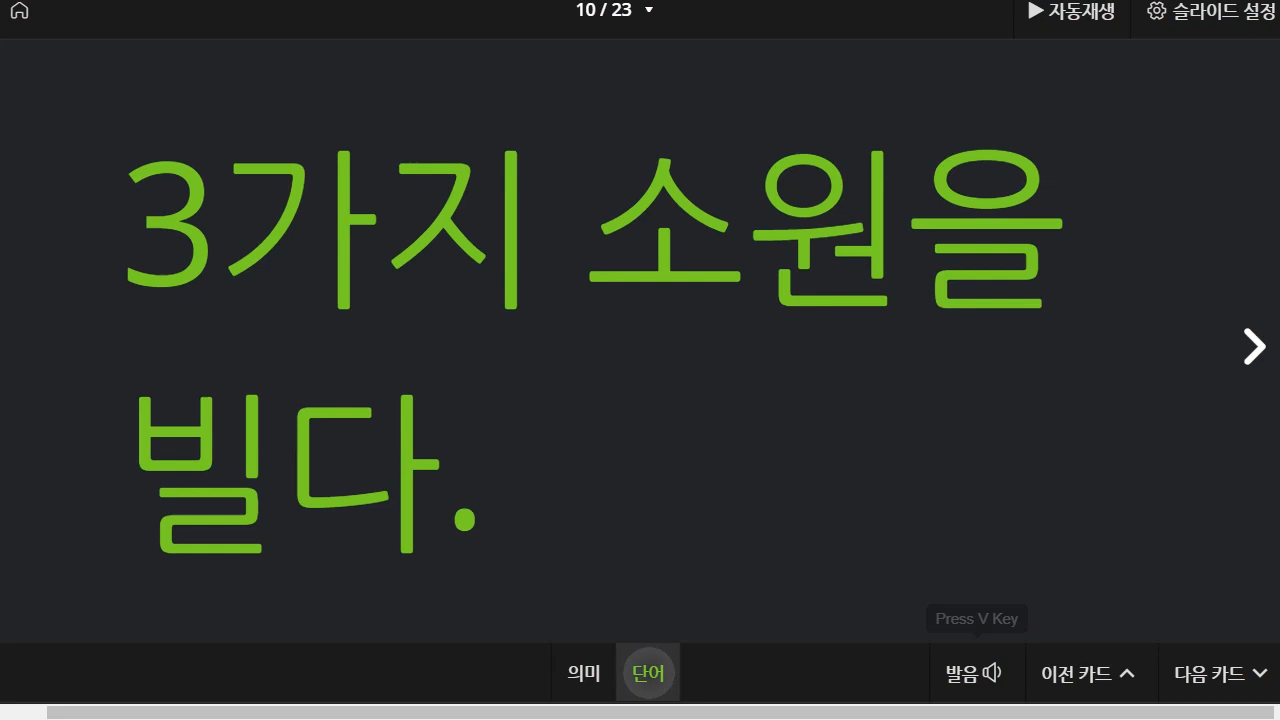 10 / 23
자동재생
슬라이드 설정
3가지 소원을
빌다.
Press V Key
의미
단어
발음
이전 카드
다음 카드